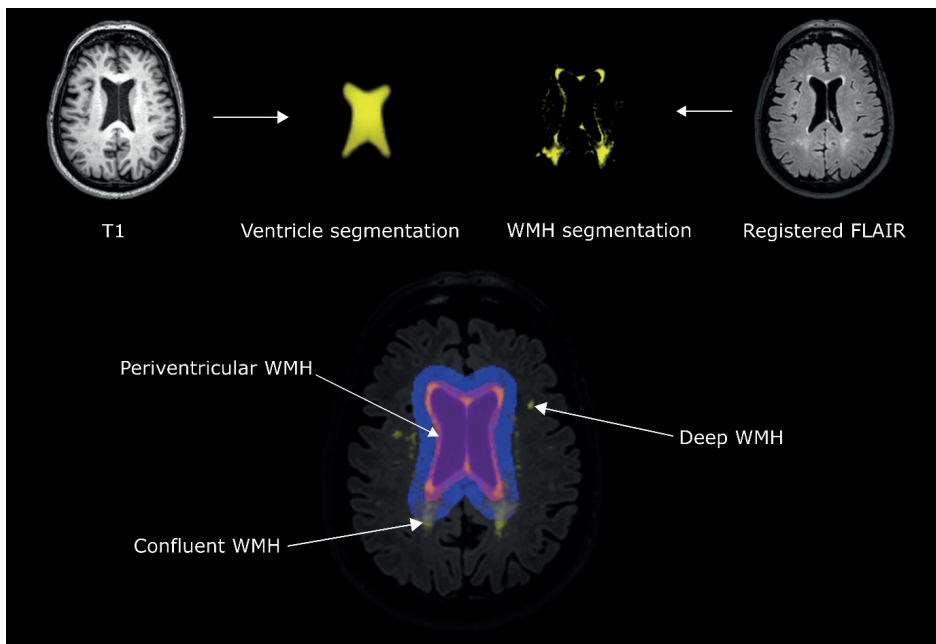 T1
Ventricle segmentation
WMH segmentation
Registered FLAIR
Periventricular WMH
Deep WMH
Confluent WMH